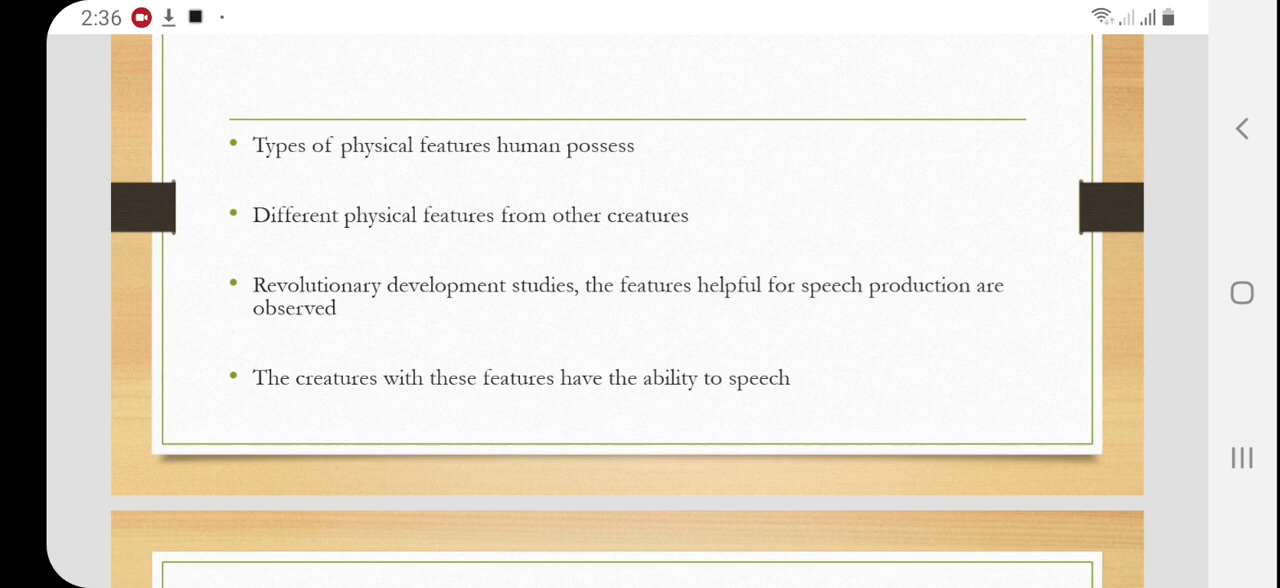 2:36
• Types of physical features human possess
• Different physical features from other creatures
• Revolutionary development studies, the features helpful for speech production are
observed
• The creatures with these features have the ability to speech